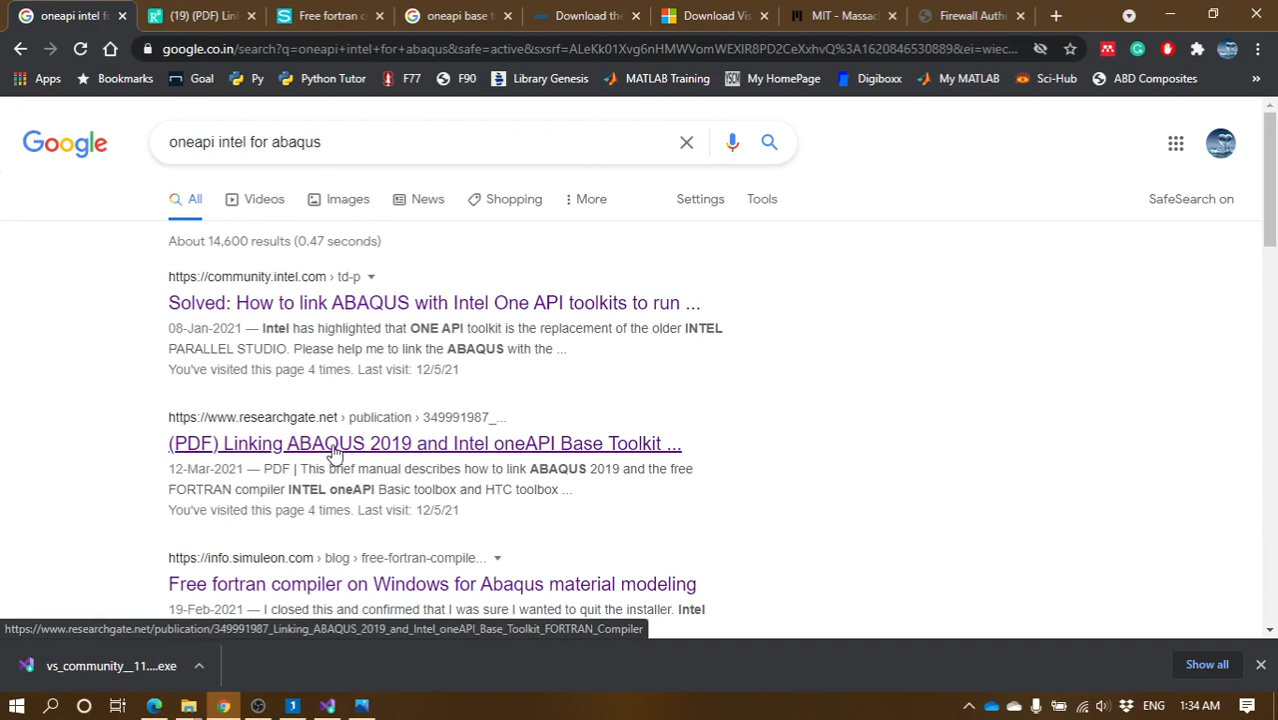 oneapi intel fo
(19) (PDF) Lin
Free fortran c
oneapi base t
Download the
Download Vis
MIT - Massac
Firewall Authe
google.co.in/search?q=oneapi+intel+for+abaqus&safe=active&sxsrf=ALeKk01Xvg6nHMWVomWEXIR8PD2CeXxhvQ%3A1620846530889&ei=wiec...
Apps Bookmarks Goal Py Python Tutor F77 F90 Library Genesis MATLAB Training My HomePage Digiboxx My MATLAB Sci-Hub ABD Composites »
Google
oneapi intel for abaqus
All Videos Images News Shopping More Settings Tools SafeSearch on
About 14,600 results (0.47 seconds)
https://community.intel.com › td-p
Solved: How to link ABAQUS with Intel One API toolkits to run ...
08-Jan-2021 — Intel has highlighted that ONE API toolkit is the replacement of the older INTEL
PARALLEL STUDIO. Please help me to link the ABAQUS with the ...
You've visited this page 4 times. Last visit: 12/5/21
https://www.researchgate.net › publication › 349991987_...
(PDF) Linking ABAQUS 2019 and Intel oneAPI Base Toolkit ...
12-Mar-2021 — PDF | This brief manual describes how to link ABAQUS 2019 and the free
FORTRAN compiler INTEL oneAPI Basic toolbox and HTC toolbox ...
You've visited this page 4 times. Last visit: 12/5/21
https://info.simuleon.com › blog › free-fortran-compile...
Free fortran compiler on Windows for Abaqus material modeling
19-Feb-2021 — I closed this and confirmed that I was sure I wanted to quit the installer. Intel
https://www.researchgate.net/publication/349991987_Linking_ABAQUS_2019_and_Intel_oneAPI_Base_Toolkit_FORTRAN_Compiler
vs_community__11....exe
Show all
ENG 1:34 AM